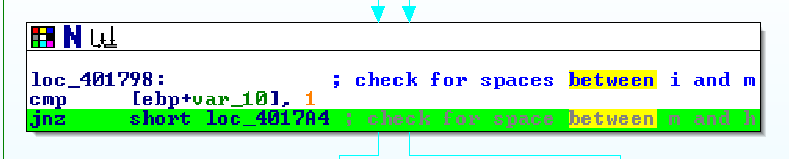 N
loc_401798: ; check for spaces between i and m
cmp [ebp+var_10], 1
jnz short loc_4017A4 ; check for space between m and h